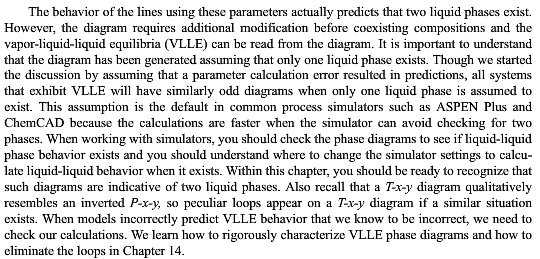 The behavior of the lines using these parameters actually predicts that two liquid phases exist.
However, the diagram requires additional modification before coexisting compositions and the
vapor-liquid-liquid equilibria (VLLE) can be read from the diagram. It is important to understand
that the diagram has been generated assuming that only one liquid phase exists. Though we started
the discussion by assuming that a parameter calculation error resulted in predictions, all systems
that exhibit VLLE will have similarly odd diagrams when only one liquid phase is assumed to
exist. This assumption is the default in common process simulators such as ASPEN Plus and
ChemCAD because the calculations are faster when the simulator can avoid checking for two
phases. When working with simulators, you should check the phase diagrams to see if liquid-liquid
phase behavior exists and you should understand where to change the simulator settings to calcu-
late liquid-liquid behavior when it exists. Within this chapter, you should be ready to recognize that
such diagrams are indicative of two liquid phases. Also recall that a T-x-y diagram qualitatively
resembles an inverted P-x-y, so peculiar loops appear on a T-x-y diagram if a similar situation
exists. When models incorrectly predict VLLE behavior that we know to be incorrect, we need to
check our calculations. We learn how to rigorously characterize VLLE phase diagrams and how to
eliminate the loops in Chapter 14.